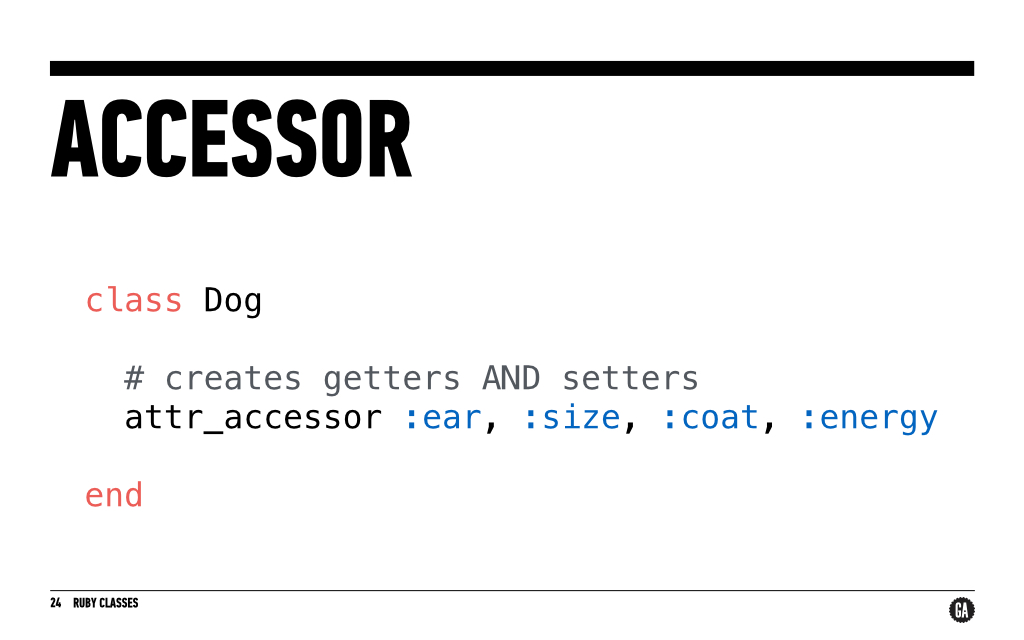 ACCESSOR
class Dog
# creates getters AND setters
attr_accessor :ear, :size, :coat, :energy
end
24 RUBY CLASSES
GA